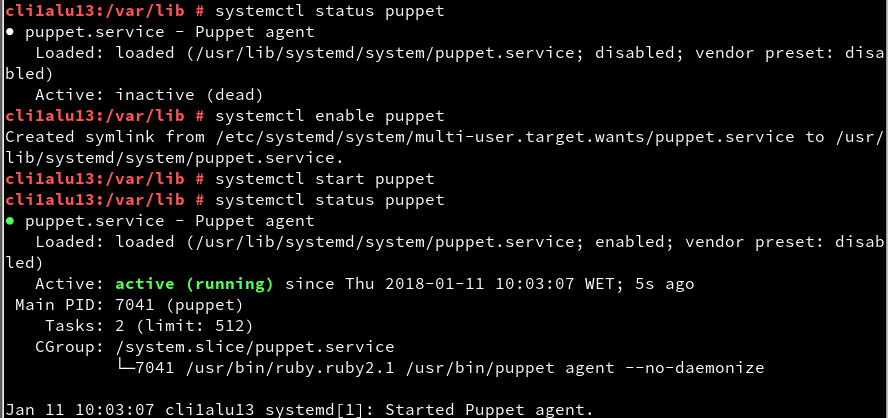 cli1alu13:/var/lib # systemctl status puppet
● puppet.service - Puppet agent
   Loaded: loaded (/usr/lib/systemd/system/puppet.service; disabled; vendor preset: disa
bled)
   Active: inactive (dead)
cli1alu13:/var/lib # systemctl enable puppet
Created symlink from /etc/systemd/system/multi-user.target.wants/puppet.service to /usr/
lib/systemd/system/puppet.service.
cli1alu13:/var/lib # systemctl start puppet
cli1alu13:/var/lib # systemctl status puppet
● puppet.service - Puppet agent
   Loaded: loaded (/usr/lib/systemd/system/puppet.service; enabled; vendor preset: disab
led)
   Active: active (running) since Thu 2018-01-11 10:03:07 WET; 5s ago
 Main PID: 7041 (puppet)
    Tasks: 2 (limit: 512)
   CGroup: /system.slice/puppet.service
           └─7041 /usr/bin/ruby.ruby2.1 /usr/bin/puppet agent --no-daemonize

Jan 11 10:03:07 cli1alu13 systemd[1]: Started Puppet agent.